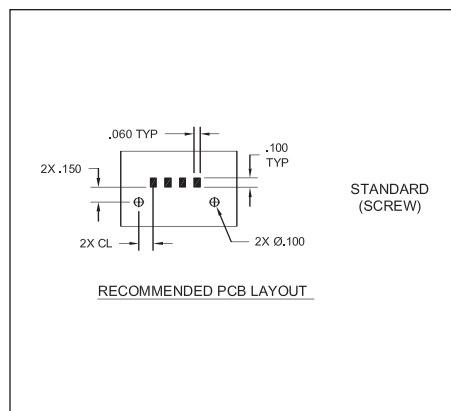 .060 TYP
.100
TYP
2X .150
STANDARD
(SCREW)
2X CL
2X Ø.100
RECOMMENDED PCB LAYOUT